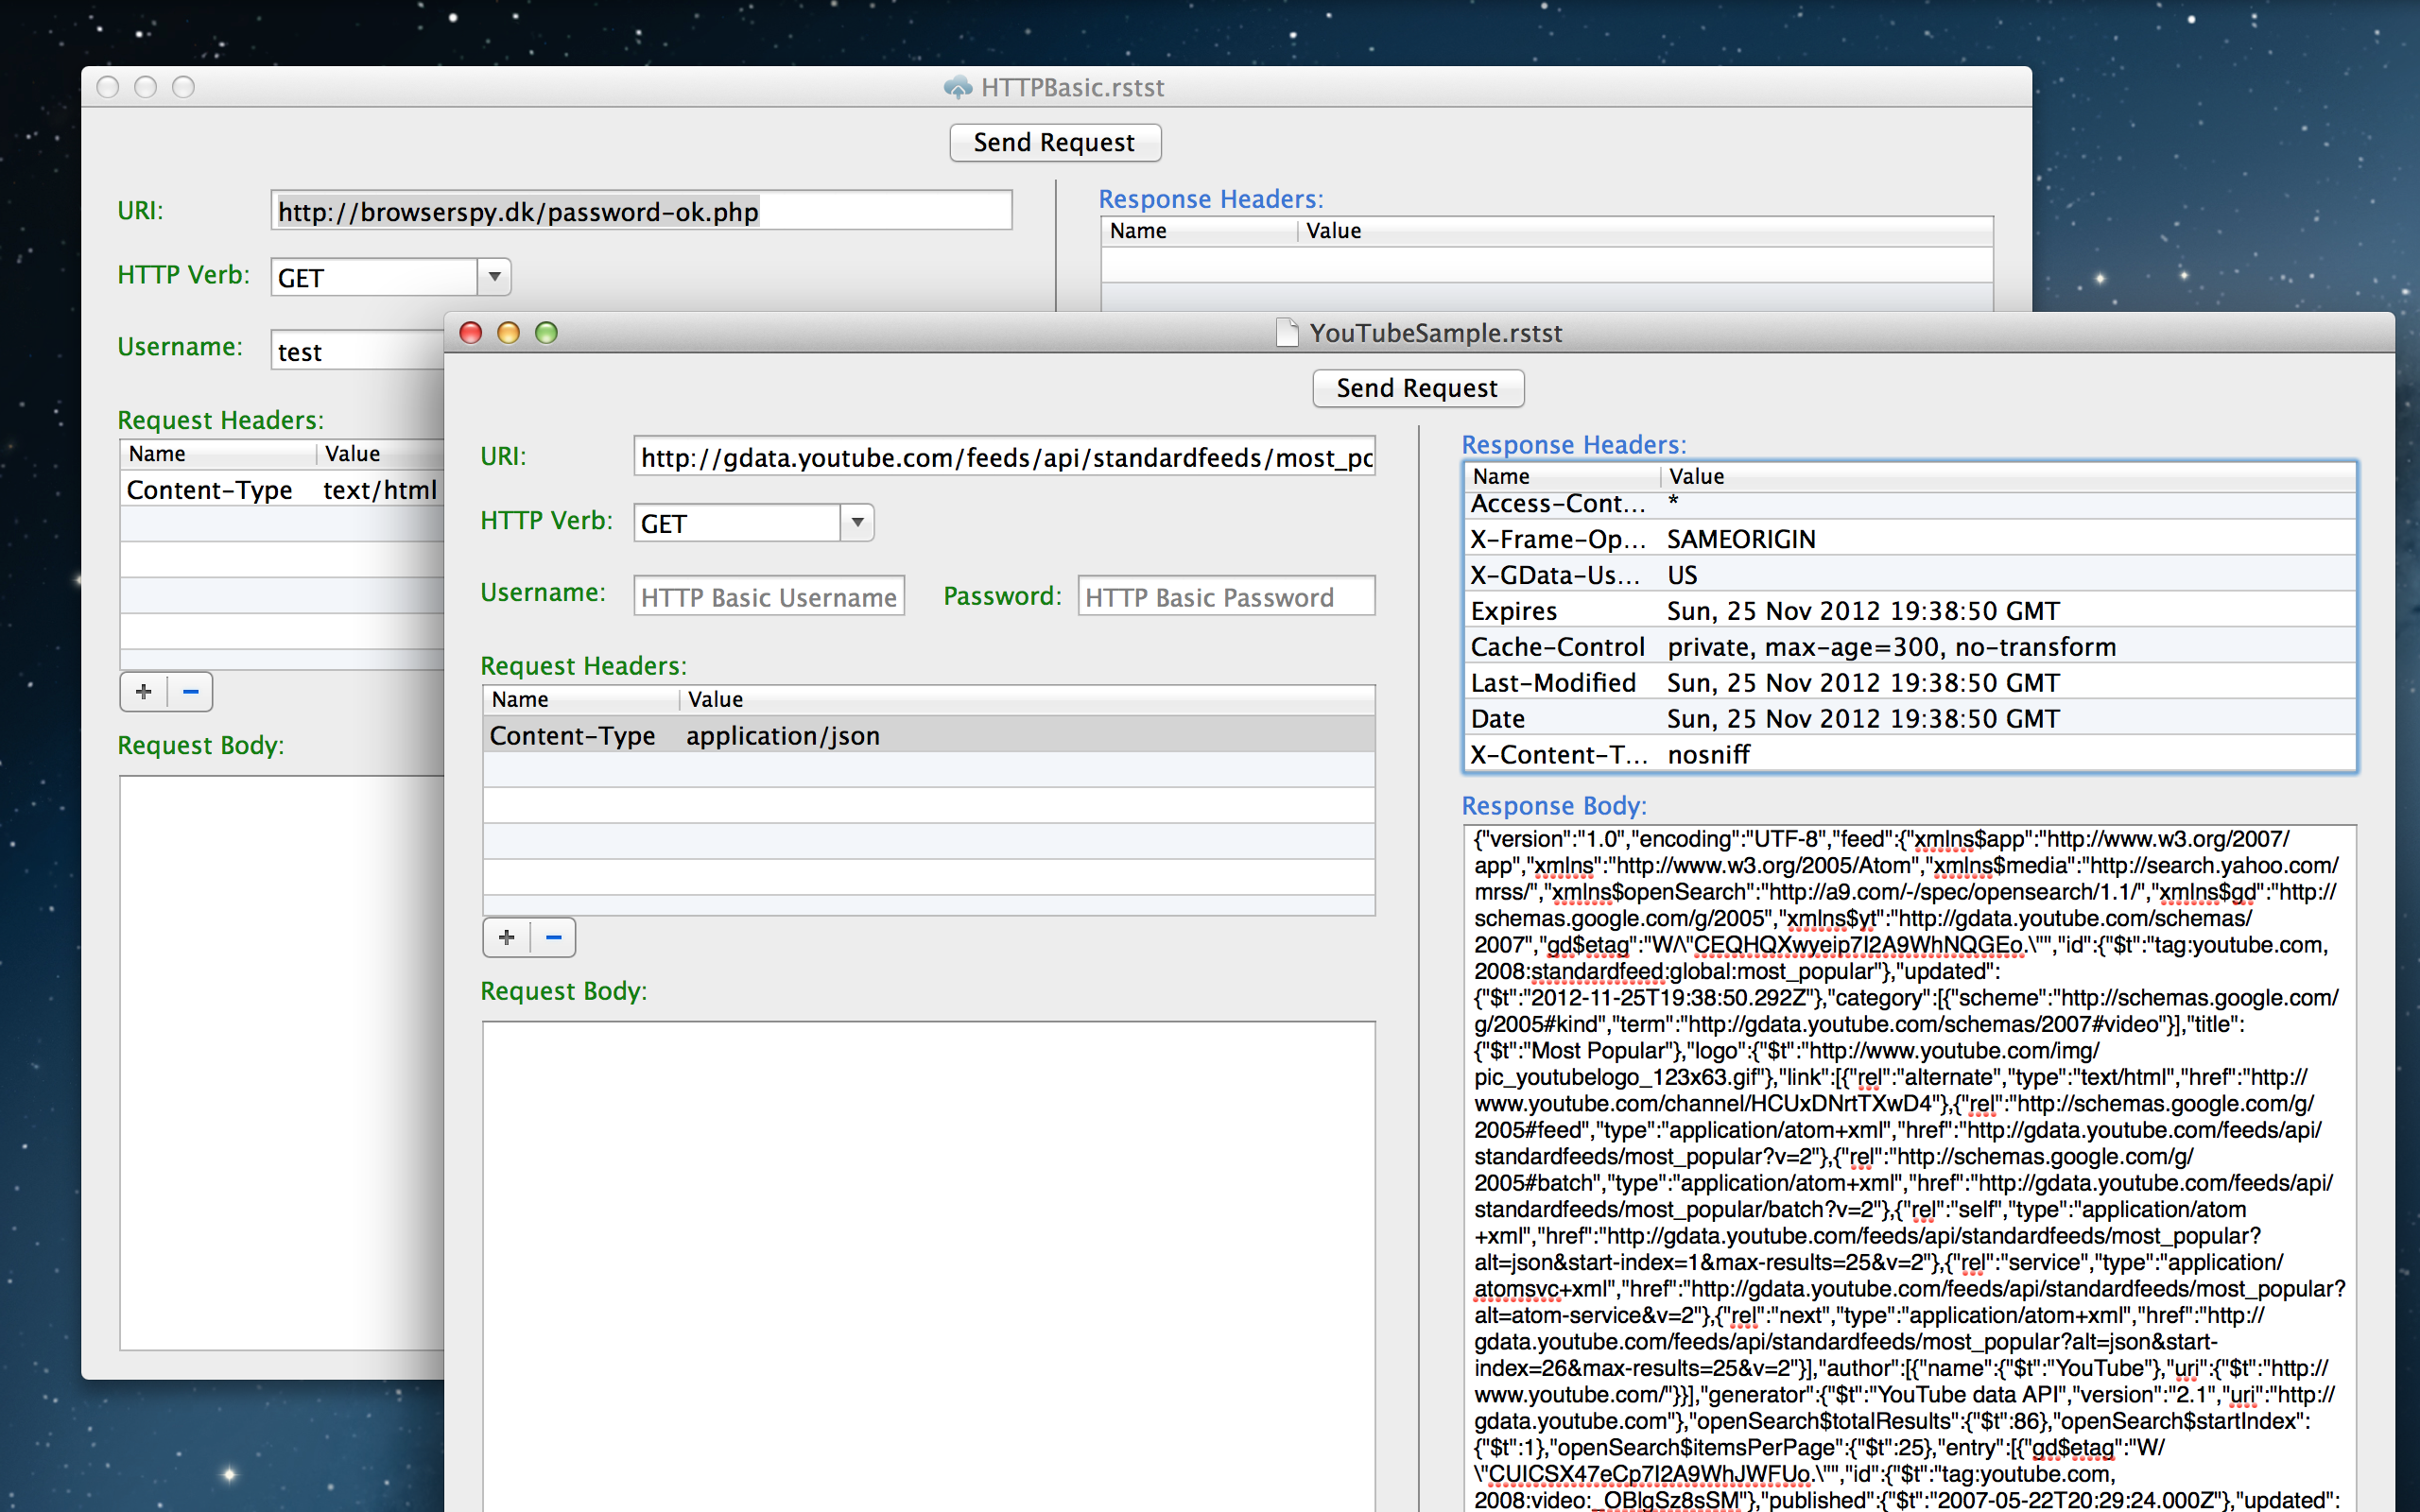 HTTPBasic.rstst
Send Request
URI:
http://browserspy.dk/password-ok.php
HTTP Verb:
GET
Username:
test
Request Headers:
Name
Value
Content-Type
text/html
+
−
Request Body:
Response Headers:
Name
Value
YouTubeSample.rstst
Send Request
URI:
http://gdata.youtube.com/feeds/api/standardfeeds/most_po
HTTP Verb:
GET
Username:
HTTP Basic Username
Password:
HTTP Basic Password
Request Headers:
Name
Value
Content-Type
application/json
+
−
Request Body:
Response Headers:
Name
Value
Access-Cont...
*
X-Frame-Op...
SAMEORIGIN
X-GData-Us...
US
Expires
Sun, 25 Nov 2012 19:38:50 GMT
Cache-Control
private, max-age=300, no-transform
Last-Modified
Sun, 25 Nov 2012 19:38:50 GMT
Date
Sun, 25 Nov 2012 19:38:50 GMT
X-Content-T...
nosniff
Response Body:
{"version":"1.0","encoding":"UTF-8","feed":{"xmlns$app":"http://www.w3.org/2007/
app","xmlns":"http://www.w3.org/2005/Atom","xmlns$media":"http://search.yahoo.com/
mrss/","xmlns$openSearch":"http://a9.com/-/spec/opensearch/1.1/","xmlns$gd":"http://
schemas.google.com/g/2005","xmlns$yt":"http://gdata.youtube.com/schemas/
2007","gd$etag":"W/\"CEQHQXwyeip7I2A9WhNQGEo.\"","id":{"$t":"tag:youtube.com,
2008:standardfeed:global:most_popular"},"updated":
{"$t":"2012-11-25T19:38:50.292Z"},"category":[{"scheme":"http://schemas.google.com/
g/2005#kind","term":"http://gdata.youtube.com/schemas/2007#video"}],"title":
{"$t":"Most Popular"},"logo":{"$t":"http://www.youtube.com/img/
pic_youtubelogo_123x63.gif"},"link":[{"rel":"alternate","type":"text/html","href":"http://
www.youtube.com/channel/HCUxDNrtTXwD4"},{"rel":"http://schemas.google.com/g/
2005#feed","type":"application/atom+xml","href":"http://gdata.youtube.com/feeds/api/
standardfeeds/most_popular?v=2"},{"rel":"http://schemas.google.com/g/
2005#batch","type":"application/atom+xml","href":"http://gdata.youtube.com/feeds/api/
standardfeeds/most_popular/batch?v=2"},{"rel":"self","type":"application/atom
+xml","href":"http://gdata.youtube.com/feeds/api/standardfeeds/most_popular?
alt=json&start-index=1&max-results=25&v=2"},{"rel":"service","type":"application/
atomsvc+xml","href":"http://gdata.youtube.com/feeds/api/standardfeeds/most_popular?
alt=atom-service&v=2"},{"rel":"next","type":"application/atom+xml","href":"http://
gdata.youtube.com/feeds/api/standardfeeds/most_popular?alt=json&start-
index=26&max-results=25&v=2"}],"author":[{"name":{"$t":"YouTube"},"uri":{"$t":"http://
www.youtube.com/"}}],"generator":{"$t":"YouTube data API","version":"2.1","uri":"http://
gdata.youtube.com"},"openSearch$totalResults":{"$t":86},"openSearch$startIndex":
{"$t":1},"openSearch$itemsPerPage":{"$t":25},"entry":[{"gd$etag":"W/
\"CUICSX47eCp7I2A9WhJWFUo.\"","id":{"$t":"tag:youtube.com,
2008:video:_OBlgSz8sSM"},"published":{"$t":"2007-05-22T20:29:24.000Z"},"updated":